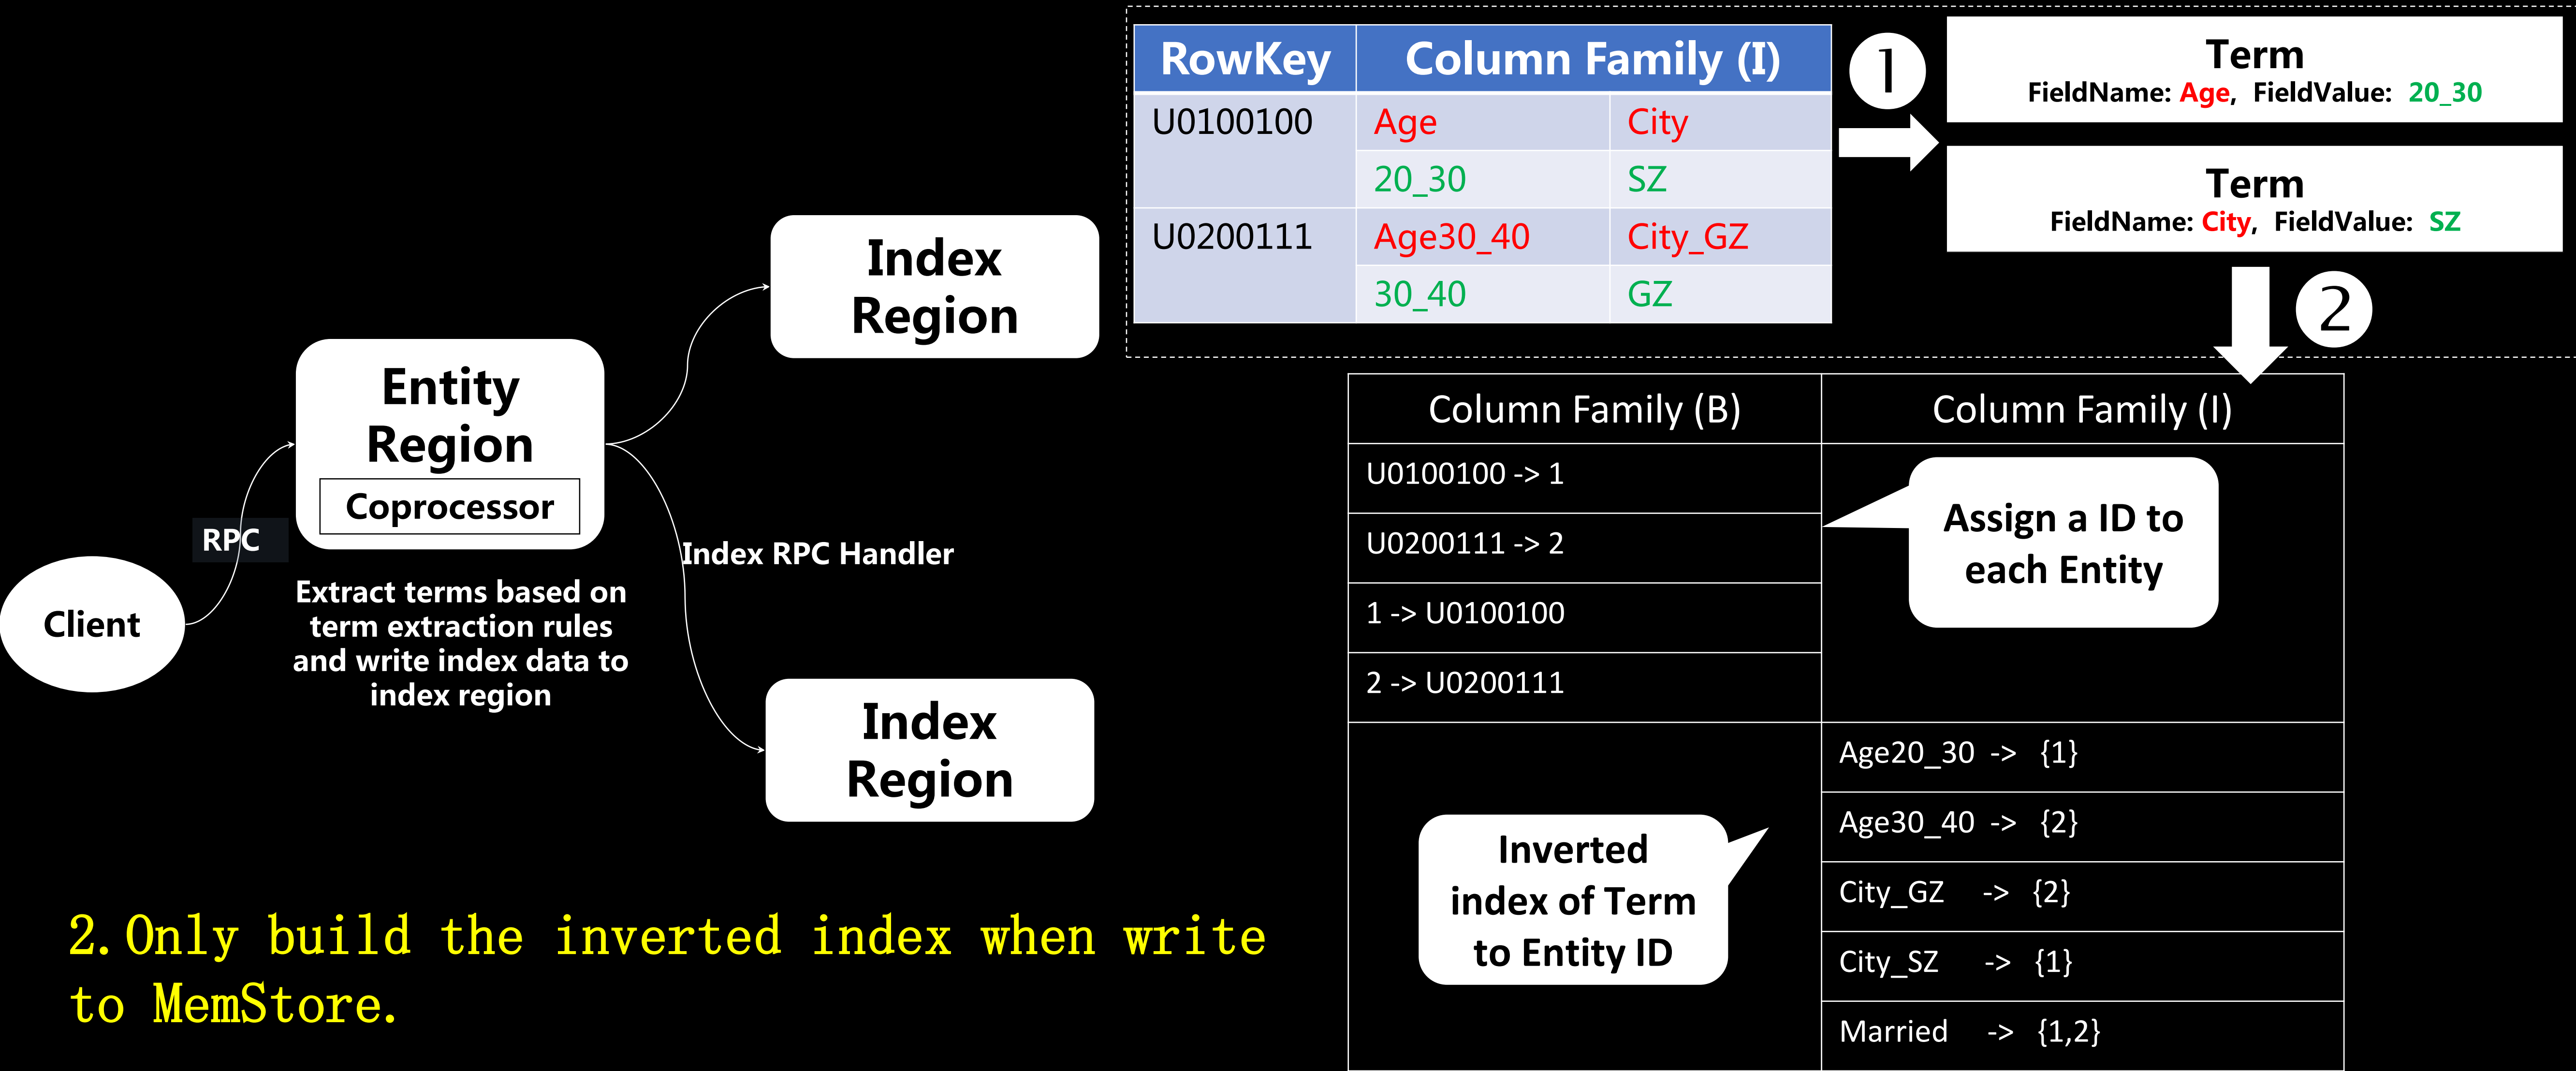 RowKey Column Family (I)
U0100100 Age City
20_30 SZ
U0200111 Age30_40 City_GZ
30_40 GZ
1
Term
FieldName: Age, FieldValue: 20_30
Term
FieldName: City, FieldValue: SZ
2
Index
Region
Entity
Region
Coprocessor
RPC
Client
Extract terms based on
term extraction rules
and write index data to
index region
Index RPC Handler
Index
Region
2.Only build the inverted index when write
to MemStore.
Column Family (B) Column Family (I)
U0100100 -> 1
U0200111 -> 2
1 -> U0100100
2 -> U0200111
Assign a ID to
each Entity
Inverted
index of Term
to Entity ID
Age20_30 -> {1}
Age30_40 -> {2}
City_GZ -> {2}
City_SZ -> {1}
Married -> {1,2}